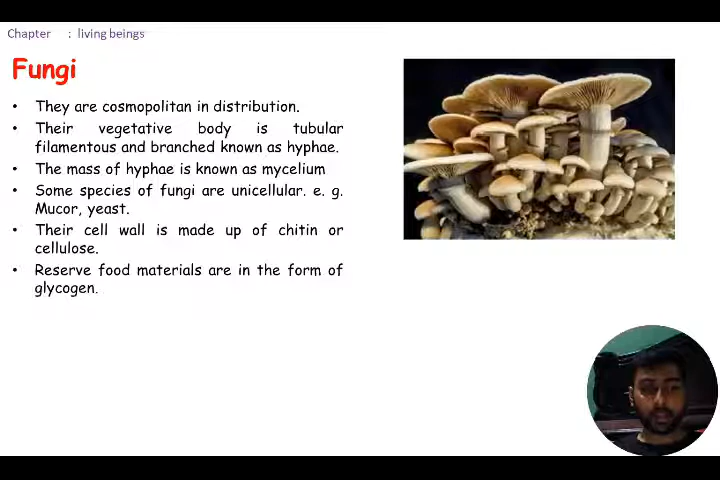 Chapter : living beings
Fungi
• They are cosmopolitan in distribution.
• Their vegetative body is tubular
filamentous and branched known as hyphae.
• The mass of hyphae is known as mycelium
• Some species of fungi are unicellular. e. g.
Mucor, yeast.
• Their cell wall is made up of chitin or
cellulose.
• Reserve food materials are in the form of
glycogen.